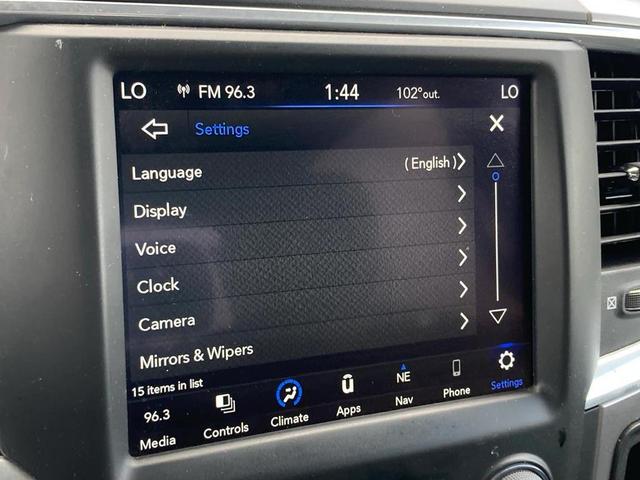 LO FM 96.3 1:44 102°out. LO
Settings X
Language (English)
Display
Voice
Clock
Camera
Mirrors & Wipers
15 items in list
96.3 NE
Media Controls Climate Apps Nav Phone Settings